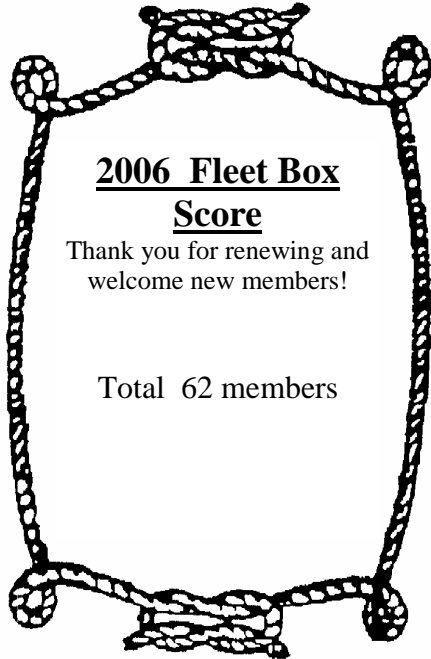 2006 Fleet Box
Score
Thank you for renewing and
welcome new members!
Total 62 members